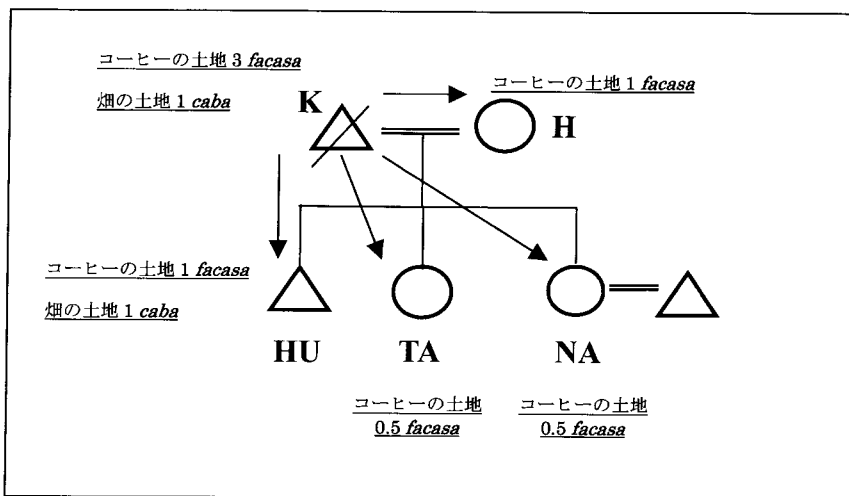 コーヒーの土地 3 facasa
畑の土地 1 caba
K
コーヒーの土地 1 facasa
H
コーヒーの土地 1 facasa
畑の土地 1 caba
HU
TA
NA
コーヒーの土地
0.5 facasa
コーヒーの土地
0.5 facasa